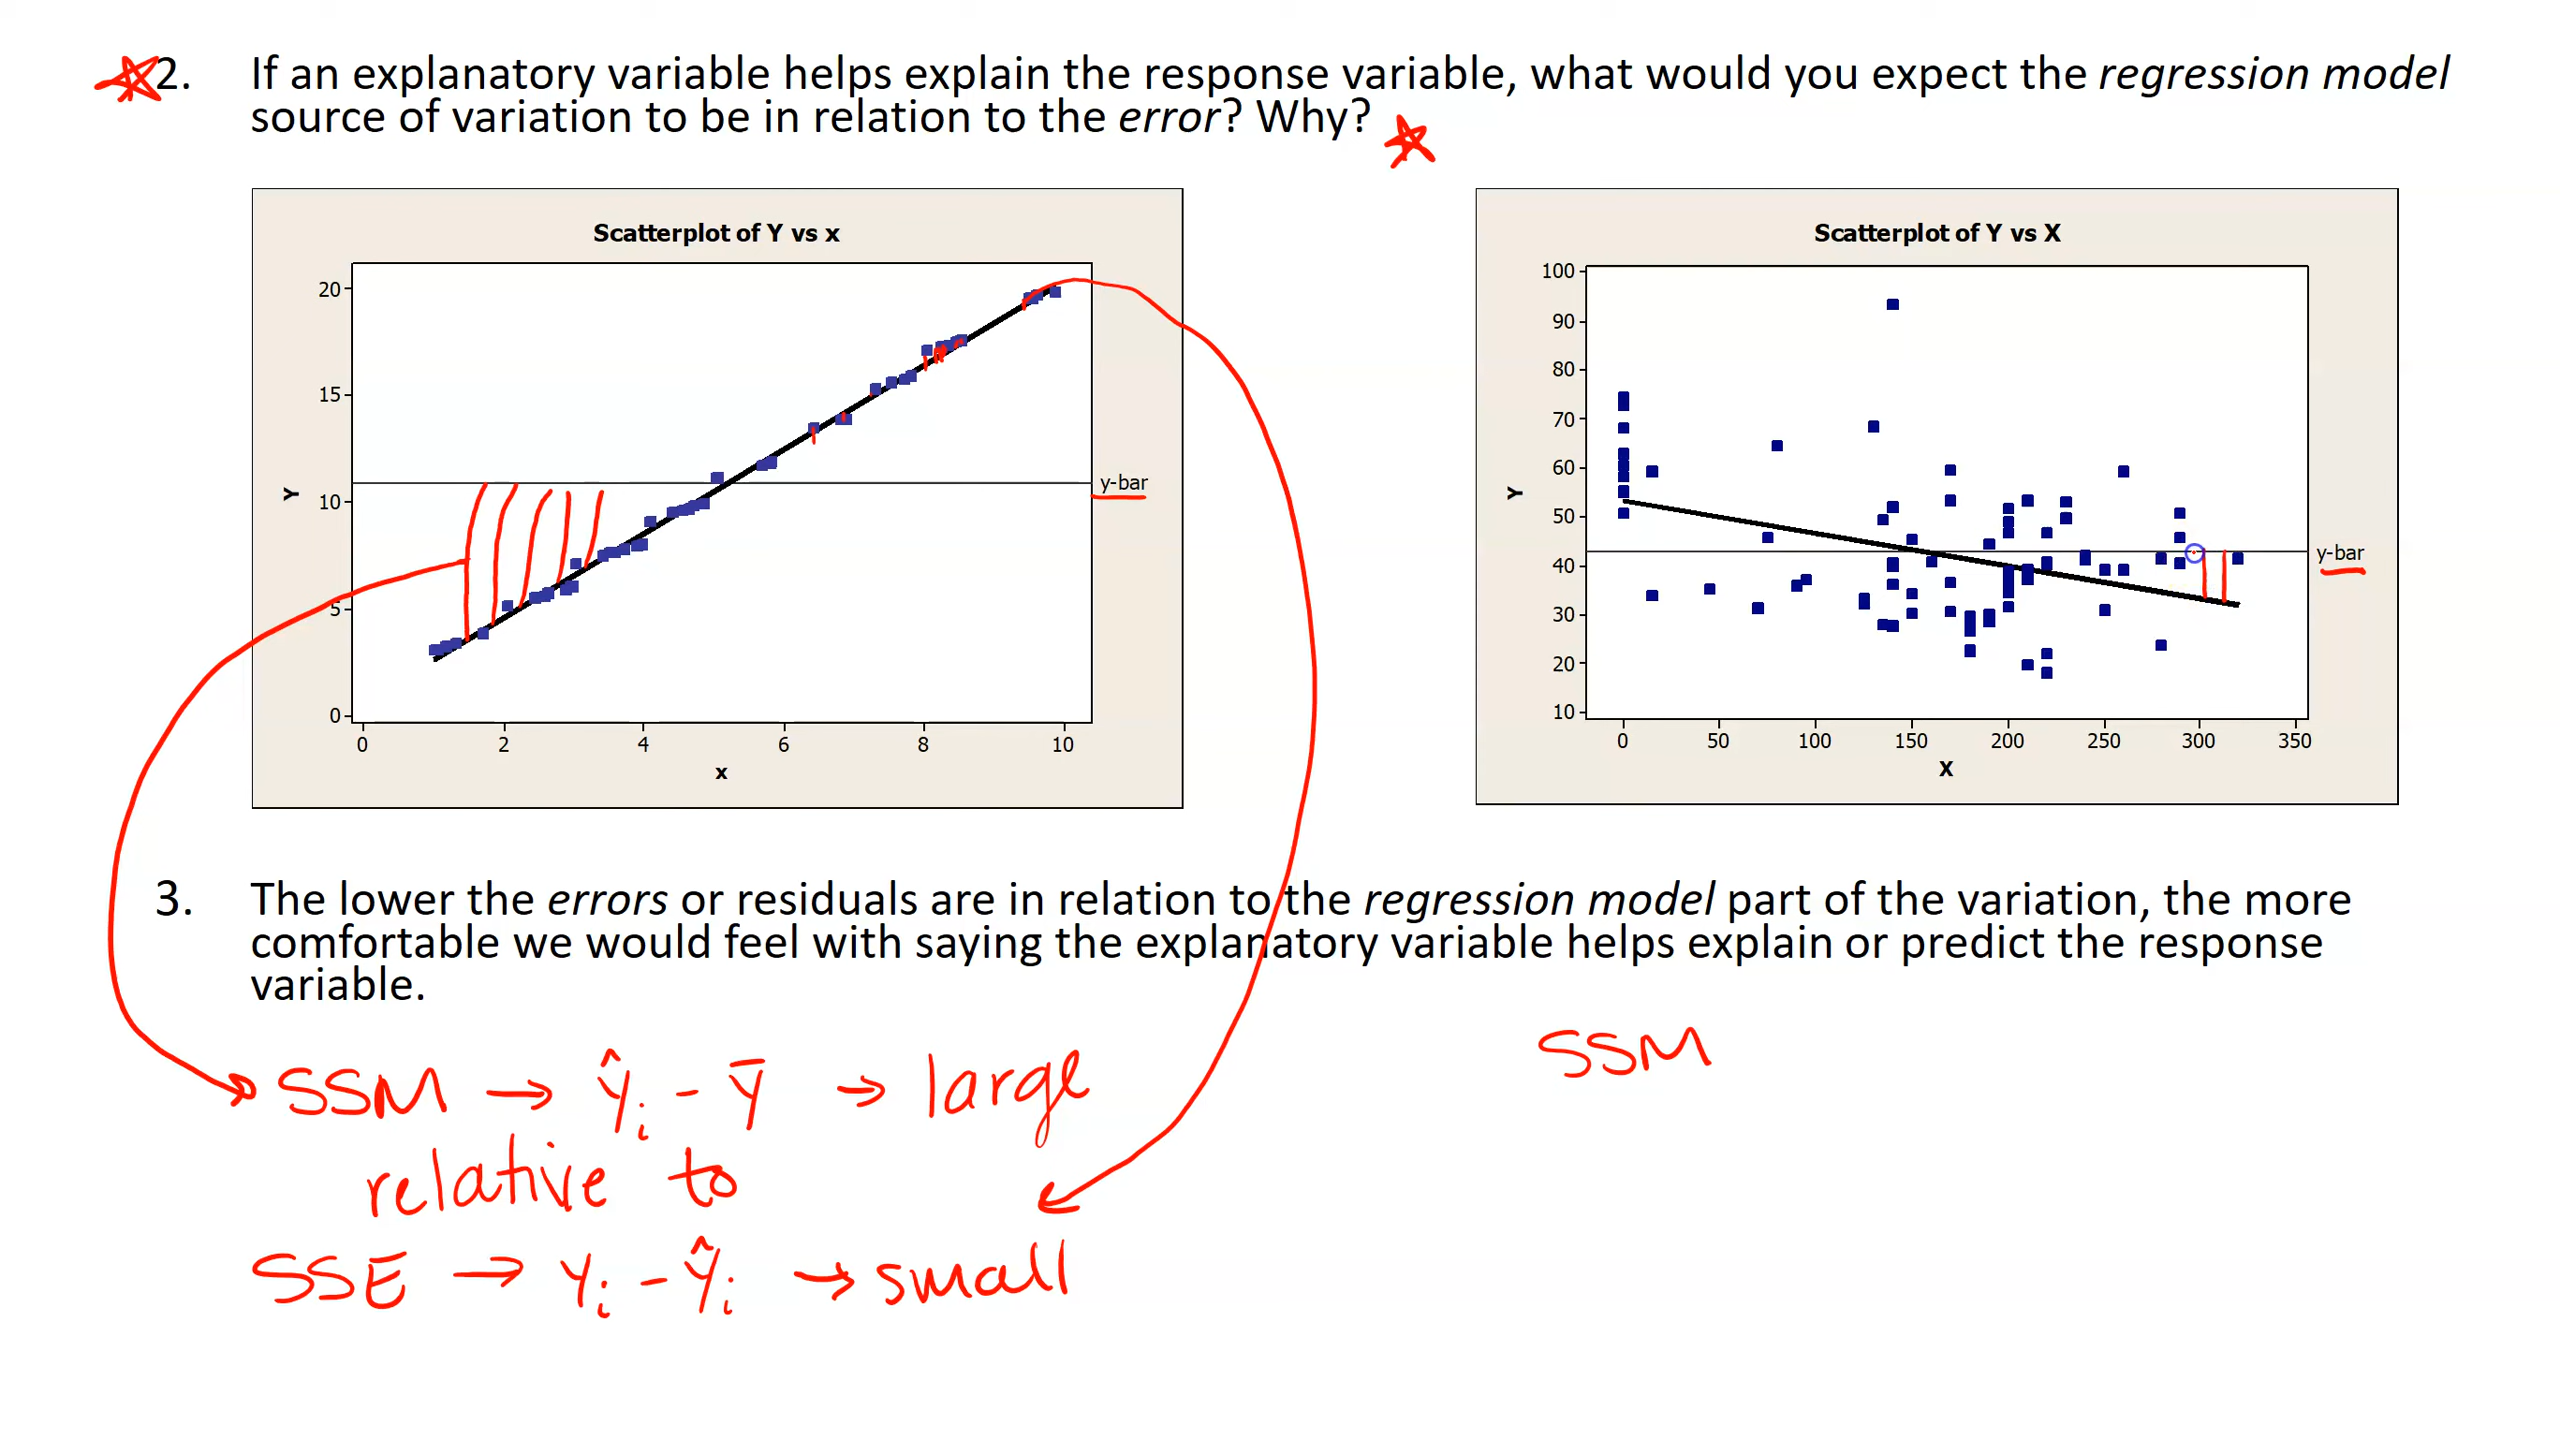 2. If an explanatory variable helps explain the response variable, what would you expect the regression model
source of variation to be in relation to the error? Why?
Scatterplot of Y vs x
20
15
10
5
0
Y
y-bar
0 2 4 6 8 10
x
Scatterplot of Y vs X
100
90
80
70
60
50
40
30
20
10
Y
y-bar
0 50 100 150 200 250 300 350
X
3. The lower the errors or residuals are in relation to the regression model part of the variation, the more
comfortable we would feel with saying the explanatory variable helps explain or predict the response
variable.
SSM → Ŷi - Ȳ → large
relative to
SSE → Yi - Ŷi → small
SSM